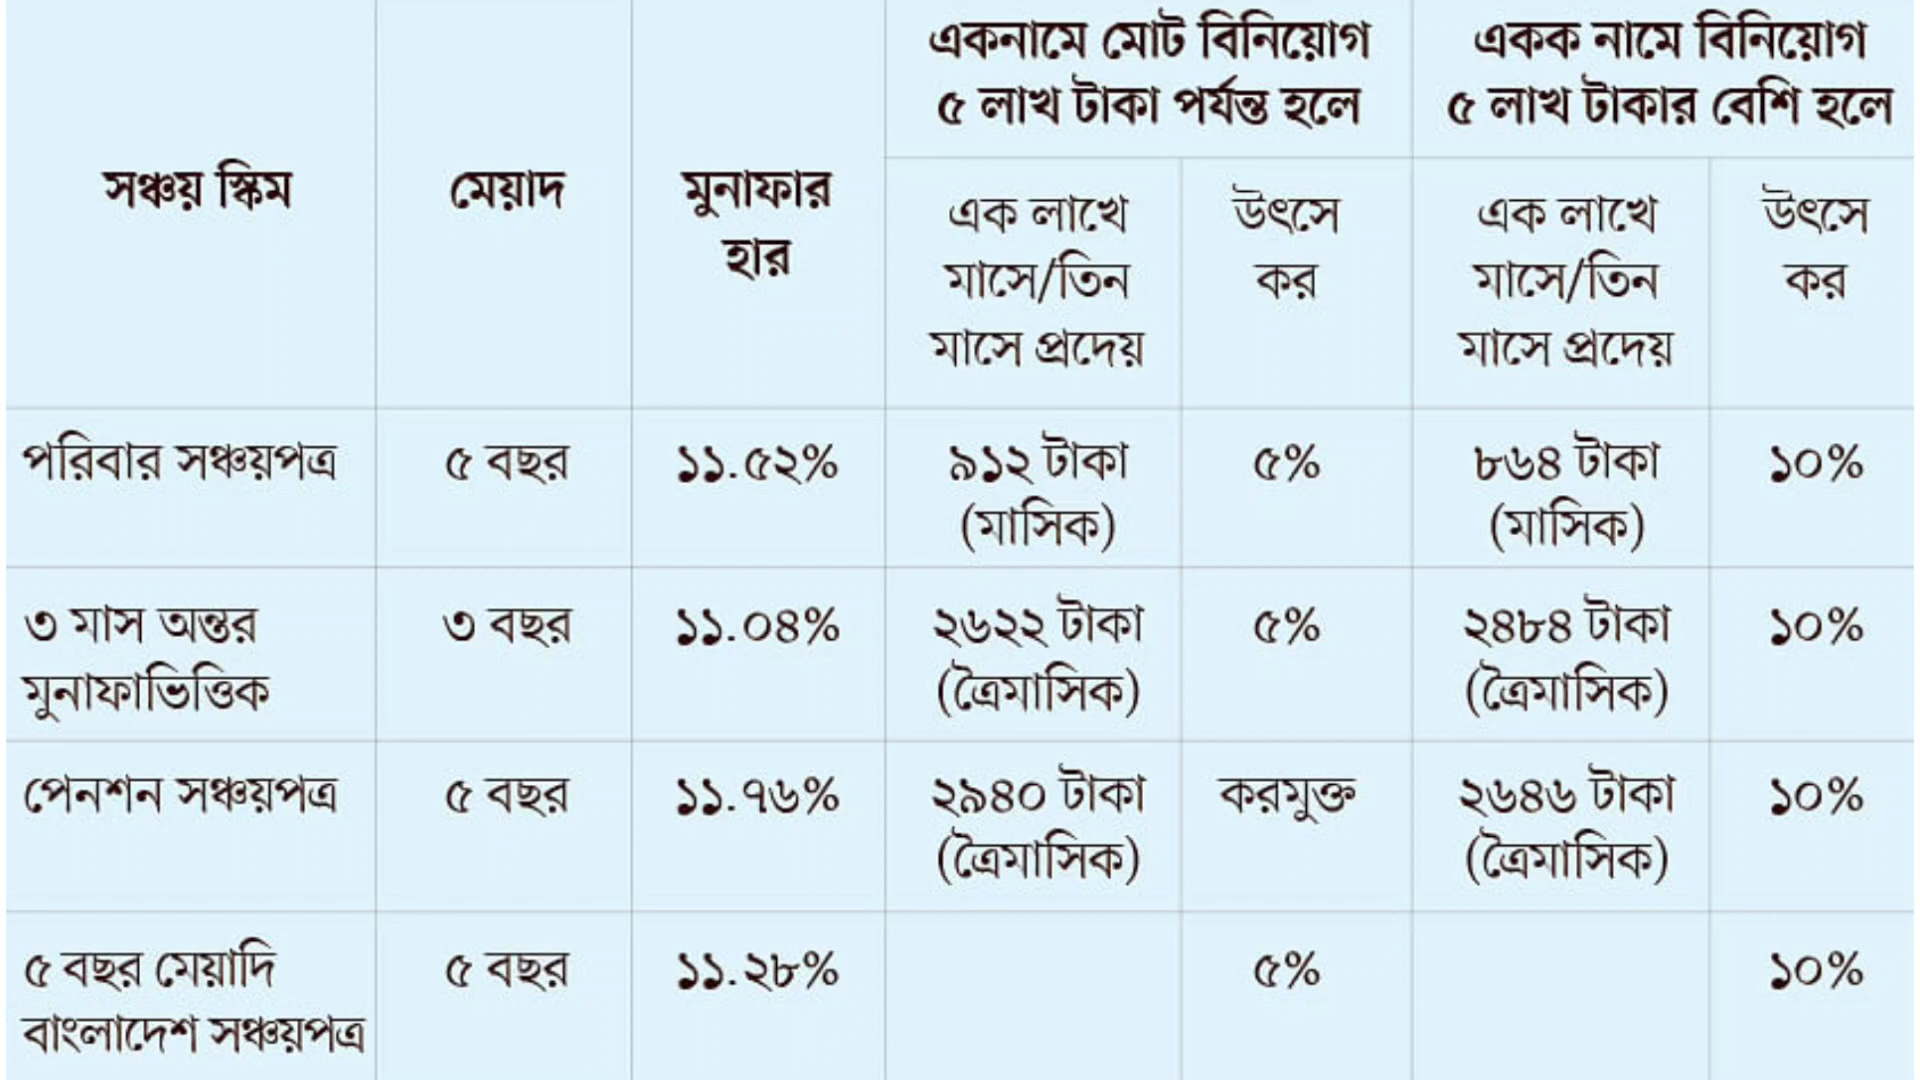 একনামে মোট বিনিয়োগ
৫ লাখ টাকা পর্যন্ত হলে
একক নামে বিনিয়োগ
৫ লাখ টাকার বেশি হলে
সঞ্চয় স্কিম
মেয়াদ
মুনাফার
হার
এক লাখে
মাসে/তিন
মাসে প্রদেয়
উৎসে
কর
এক লাখে
মাসে/তিন
মাসে প্রদেয়
উৎসে
কর
পরিবার সঞ্চয়পত্র
৫ বছর
১১.৫২%
৯১২ টাকা
(মাসিক)
৫%
৮৬৪ টাকা
(মাসিক)
১০%
৩ মাস অন্তর
মুনাফাভিত্তিক
৩ বছর
১১.০৪%
২৬২২ টাকা
(ত্রৈমাসিক)
৫%
২৪৮৪ টাকা
(ত্রৈমাসিক)
১০%
পেনশন সঞ্চয়পত্র
৫ বছর
১১.৭৬%
২৯৪০ টাকা
(ত্রৈমাসিক)
করমুক্ত
২৬৪৬ টাকা
(ত্রৈমাসিক)
১০%
৫ বছর মেয়াদি
বাংলাদেশ সঞ্চয়পত্র
৫ বছর
১১.২৮%
৫%
১০%